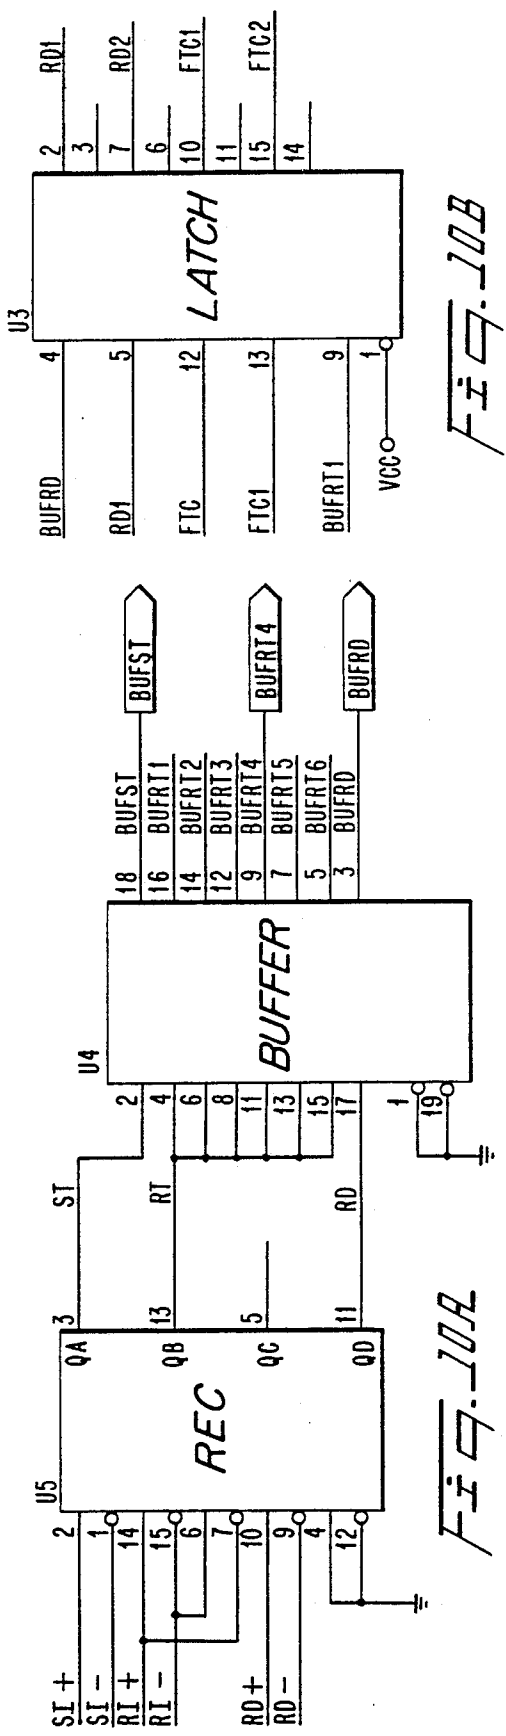 U5
REC
SI+ 2
SI- 1
RI+ 14
RI- 15
6
7
RD+ 10
RD- 9
4
12
QA 3 ST
QB 13 RT
QC 5
QD 11 RD
Fig. 10A
U4
BUFFER
2
4
6
8
11
13
15
17
1
19
18 BUFST
16 BUFRT1
14 BUFRT2
12 BUFRT3
9 BUFRT4
7 BUFRT5
5 BUFRT6
3 BUFRD
BUFST
BUFRT4
BUFRD
U3
LATCH
BUFRD 4
RD1 5
FTC 12
FTC1 13
BUFRT1 9
VCC 1
2 RD1
3
7 RD2
6
10 FTC1
11
15 FTC2
14
Fig. 10B